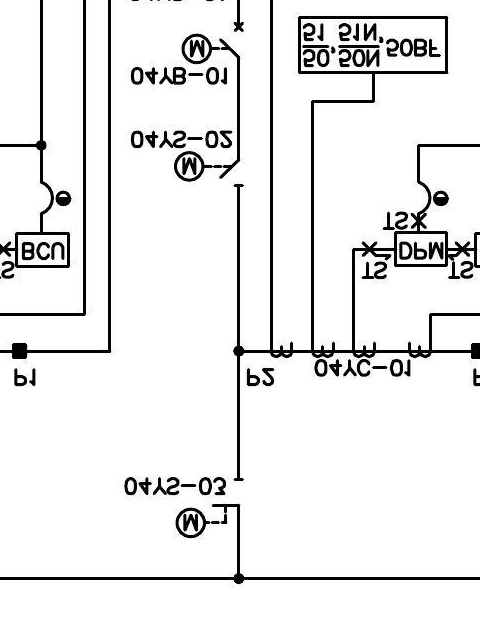 51 51N,
50, 50N, 50BF
M
04YB-01
04YS-02
M
TS
BCU
DPM
TS
TS
TS
04YC-01
P1
P2
04YS-03
M